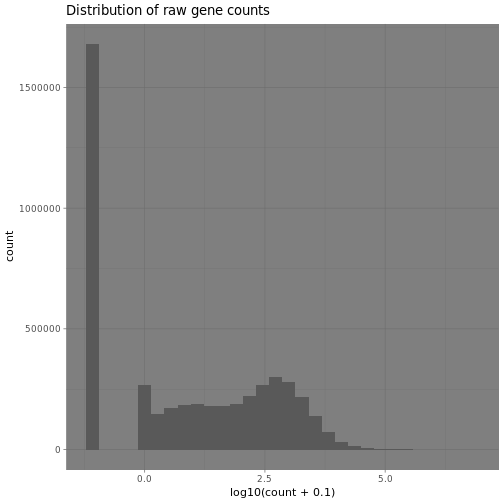 Distribution of raw gene counts
1500000
1000000
500000
0
count
0.0 2.5 5.0
log10(count + 0.1)